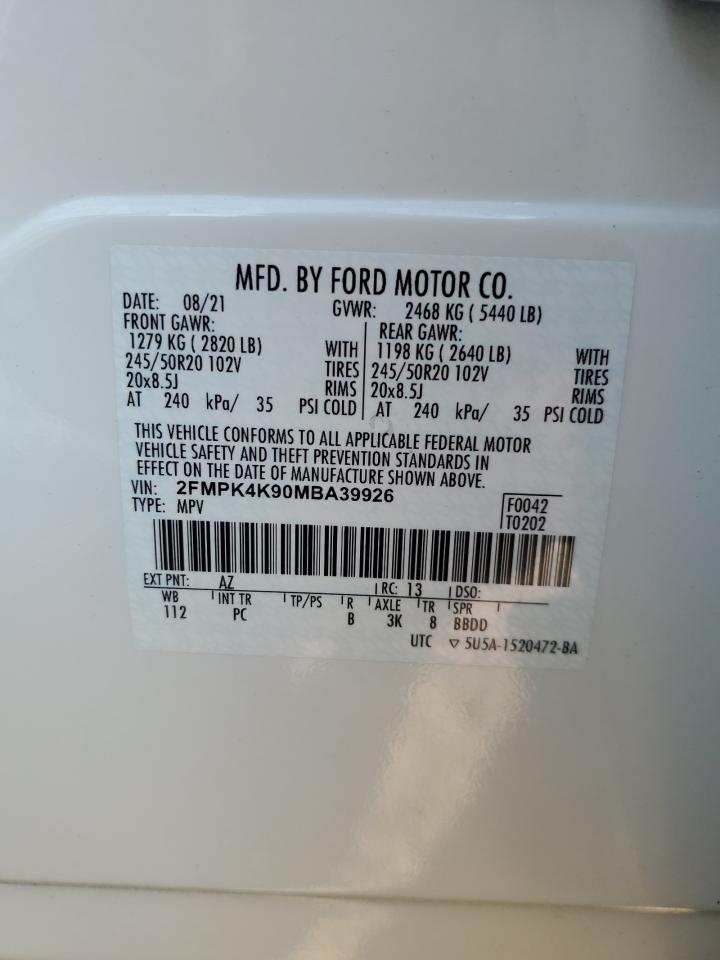 MFD. BY FORD MOTOR CO.
DATE: 08/21 GVWR: 2468 KG ( 5440 LB)
FRONT GAWR: REAR GAWR:
1279 KG ( 2820 LB) WITH 1198 KG ( 2640 LB) WITH
245/50R20 102V TIRES 245/50R20 102V TIRES
20x8.5J RIMS 20x8.5J RIMS
AT 240 kPa/ 35 PSI COLD AT 240 kPa/ 35 PSI COLD
THIS VEHICLE CONFORMS TO ALL APPLICABLE FEDERAL MOTOR
VEHICLE SAFETY AND THEFT PREVENTION STANDARDS IN
EFFECT ON THE DATE OF MANUFACTURE SHOWN ABOVE.
VIN: 2FMPK4K90MBA39926 F0042
TYPE: MPV T0202
EXT PNT: AZ RC: 13 DSO:
WB INT TR TP/PS R AXLE TR SPR
112 PC B 3K 8 BBDD
UTC ▽ 5U5A-1520472-BA